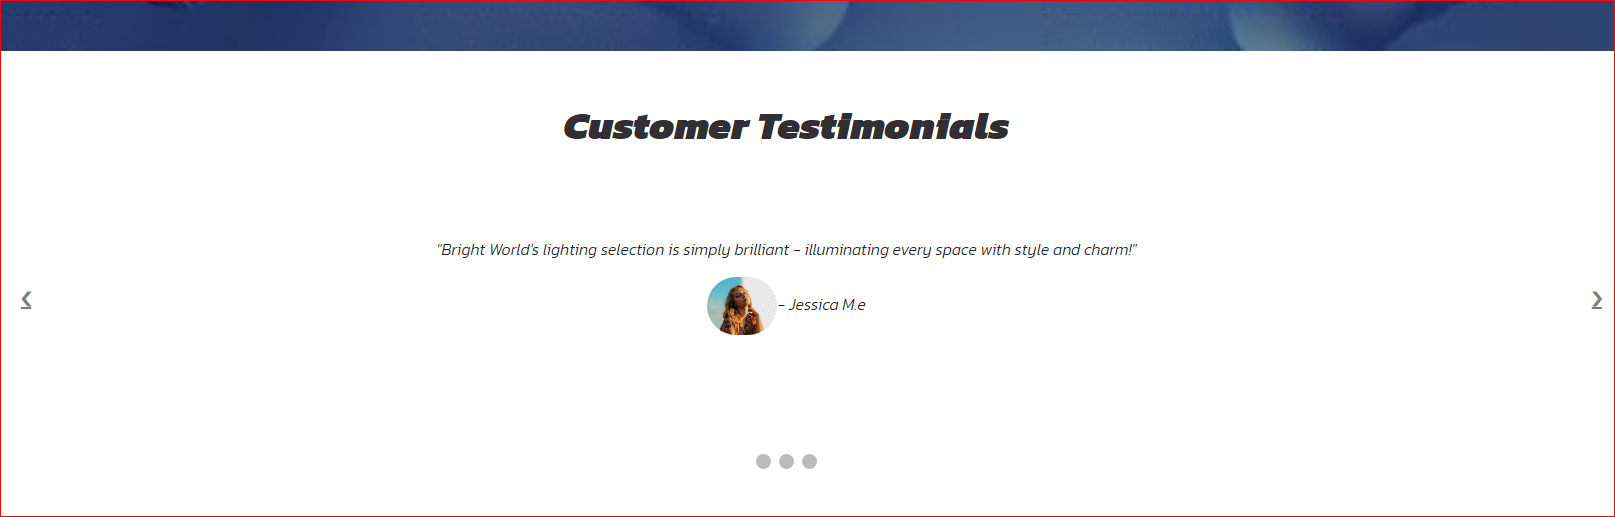 Customer Testimonials
"Bright World's lighting selection is simply brilliant – illuminating every space with style and charm!"
❮ – Jessica M.e ❯